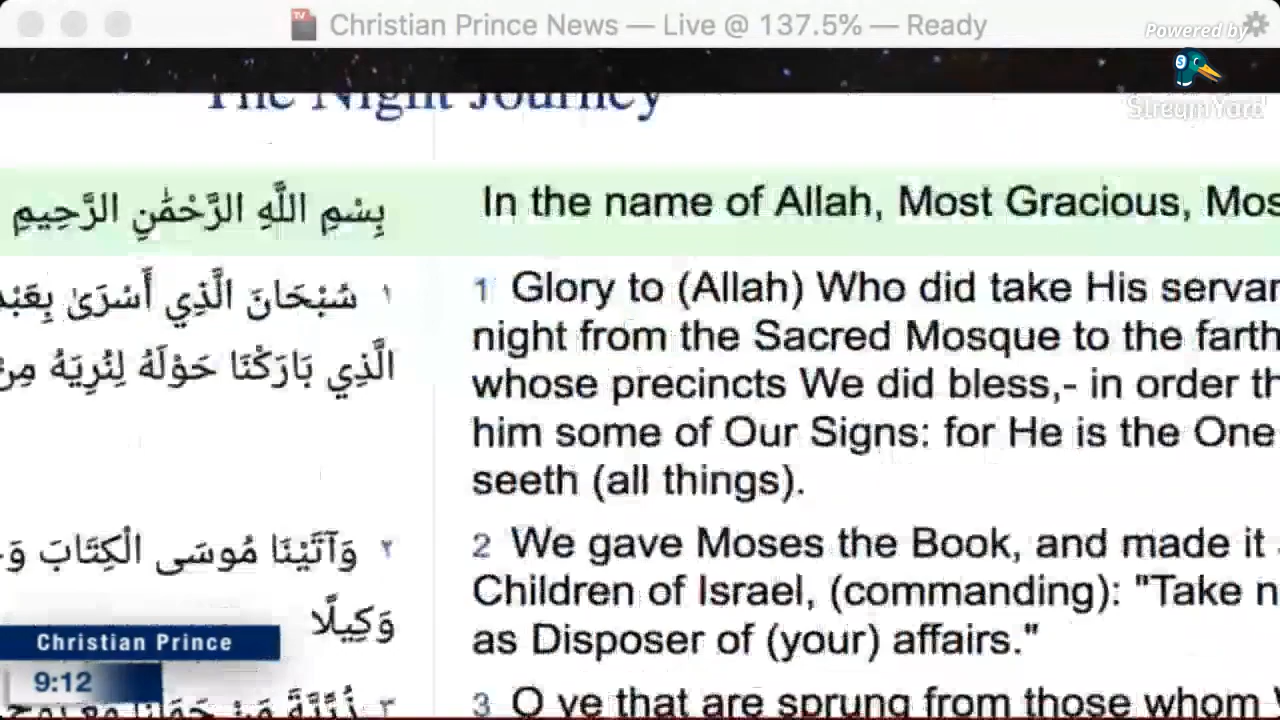 Christian Prince News — Live @ 137.5% — Ready
Powered by
StreamYard
The Night Journey
بِسْمِ اللَّهِ الرَّحْمَٰنِ الرَّحِيمِ
In the name of Allah, Most Gracious, Mos
١ سُبْحَانَ الَّذِي أَسْرَىٰ بِعَبْدِ
الَّذِي بَارَكْنَا حَوْلَهُ لِنُرِيَهُ مِنْ
1 Glory to (Allah) Who did take His servan
night from the Sacred Mosque to the farth
whose precincts We did bless,- in order th
him some of Our Signs: for He is the One
seeth (all things).
٢ وَآتَيْنَا مُوسَى الْكِتَابَ وَ
وَكِيلًا
2 We gave Moses the Book, and made it
Children of Israel, (commanding): "Take n
as Disposer of (your) affairs."
٣ ذُرِّيَّةَ مَنْ حَمَلْنَا مَعَ نُوحٍ
3 O ye that are sprung from those whom
Christian Prince
9:12